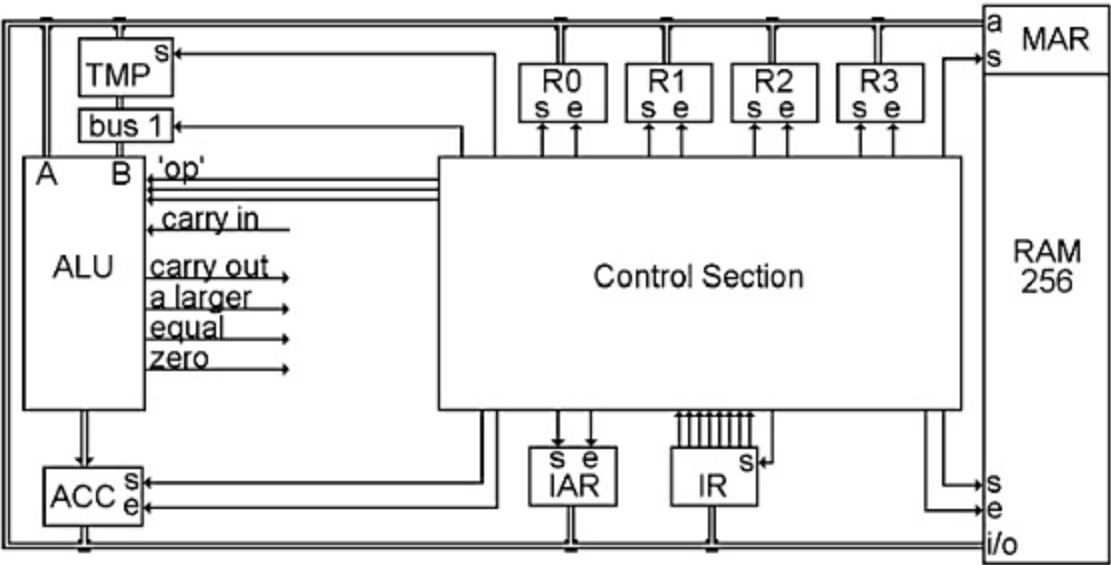 a
MAR
s
TMP
s
bus 1
R0
s e
R1
s e
R2
s e
R3
s e
A
B
'op'
carry in
ALU
carry out
a larger
equal
zero
Control Section
RAM
256
ACC
s
e
s e
IAR
s
IR
s
e
i/o